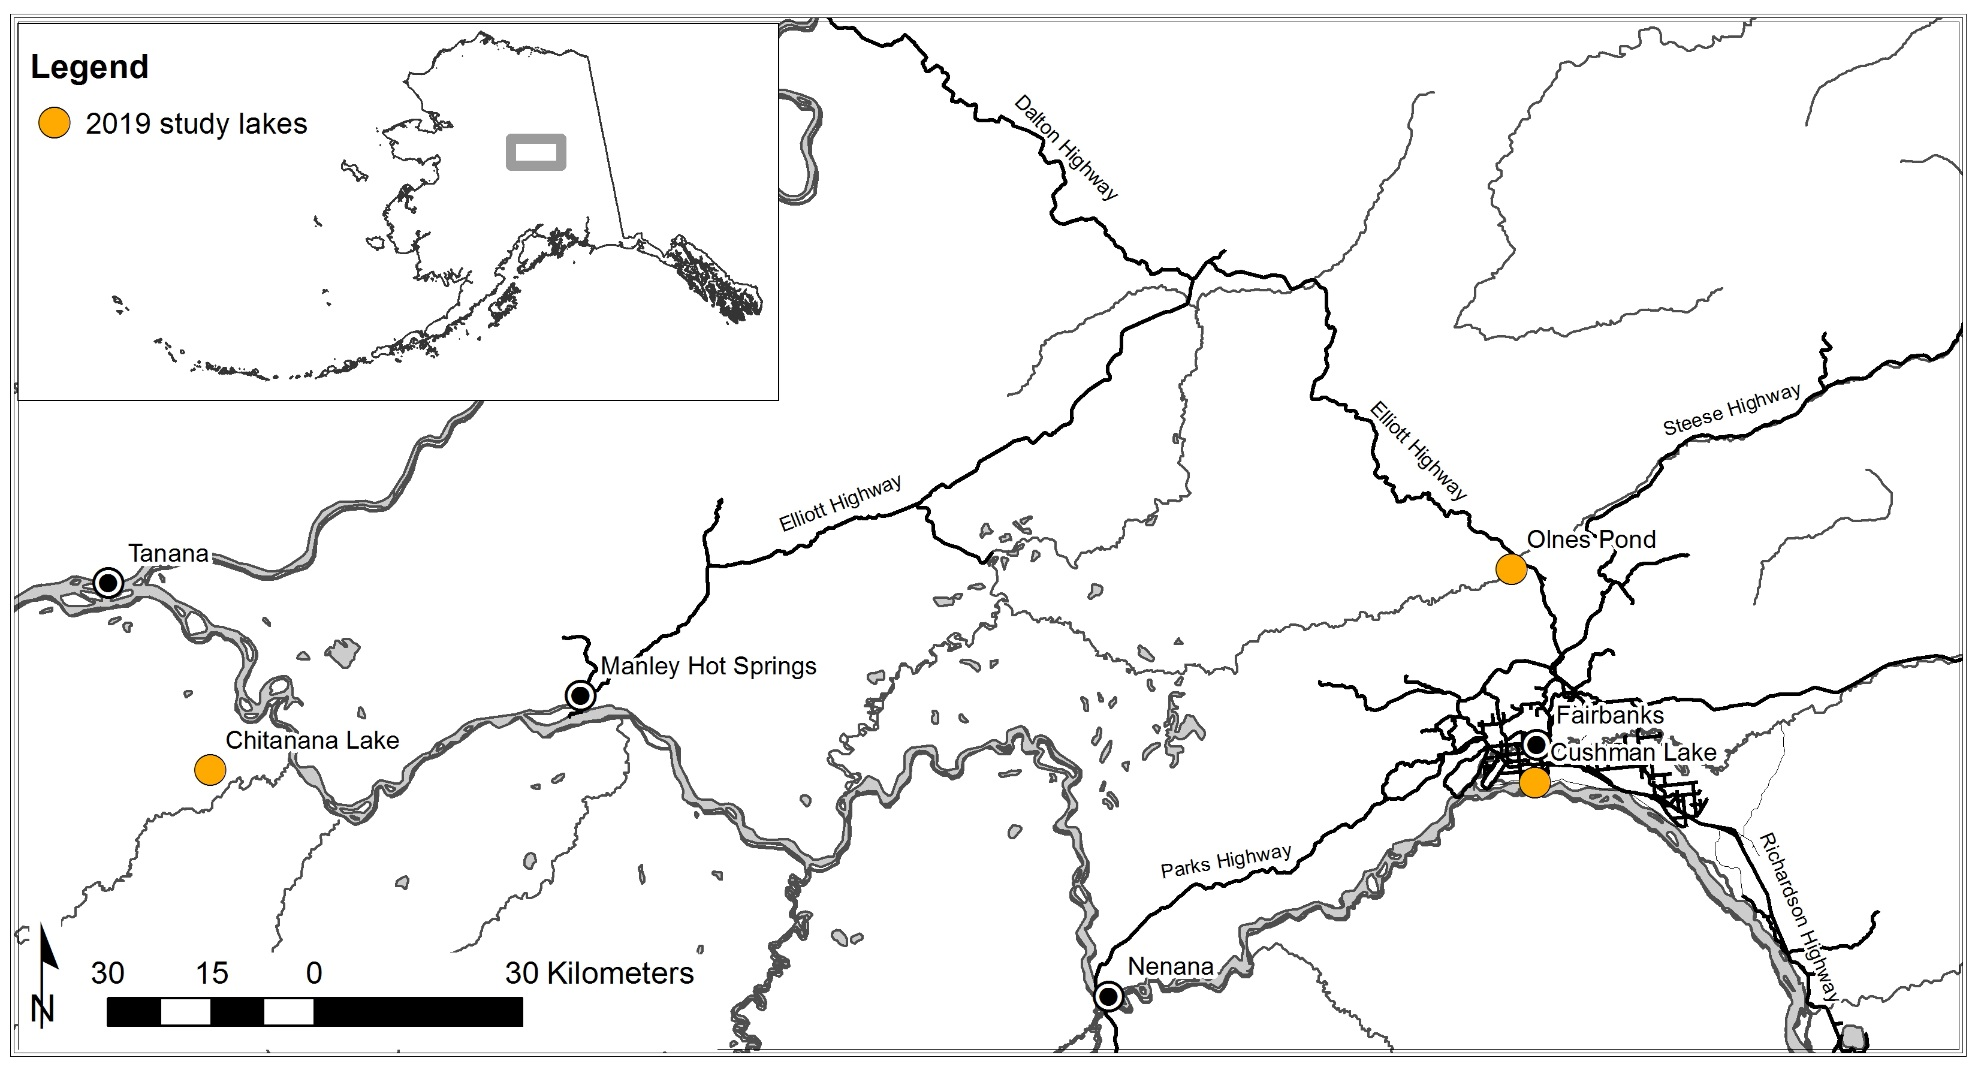 Legend
2019 study lakes
Dalton Highway
Elliott Highway
Steese Highway
Elliott Highway
Olnes Pond
Tanana
Manley Hot Springs
Fairbanks
Chitanana Lake
Cushman Lake
Parks Highway
Richardson Highway
Nenana
30 15 0 30 Kilometers
N